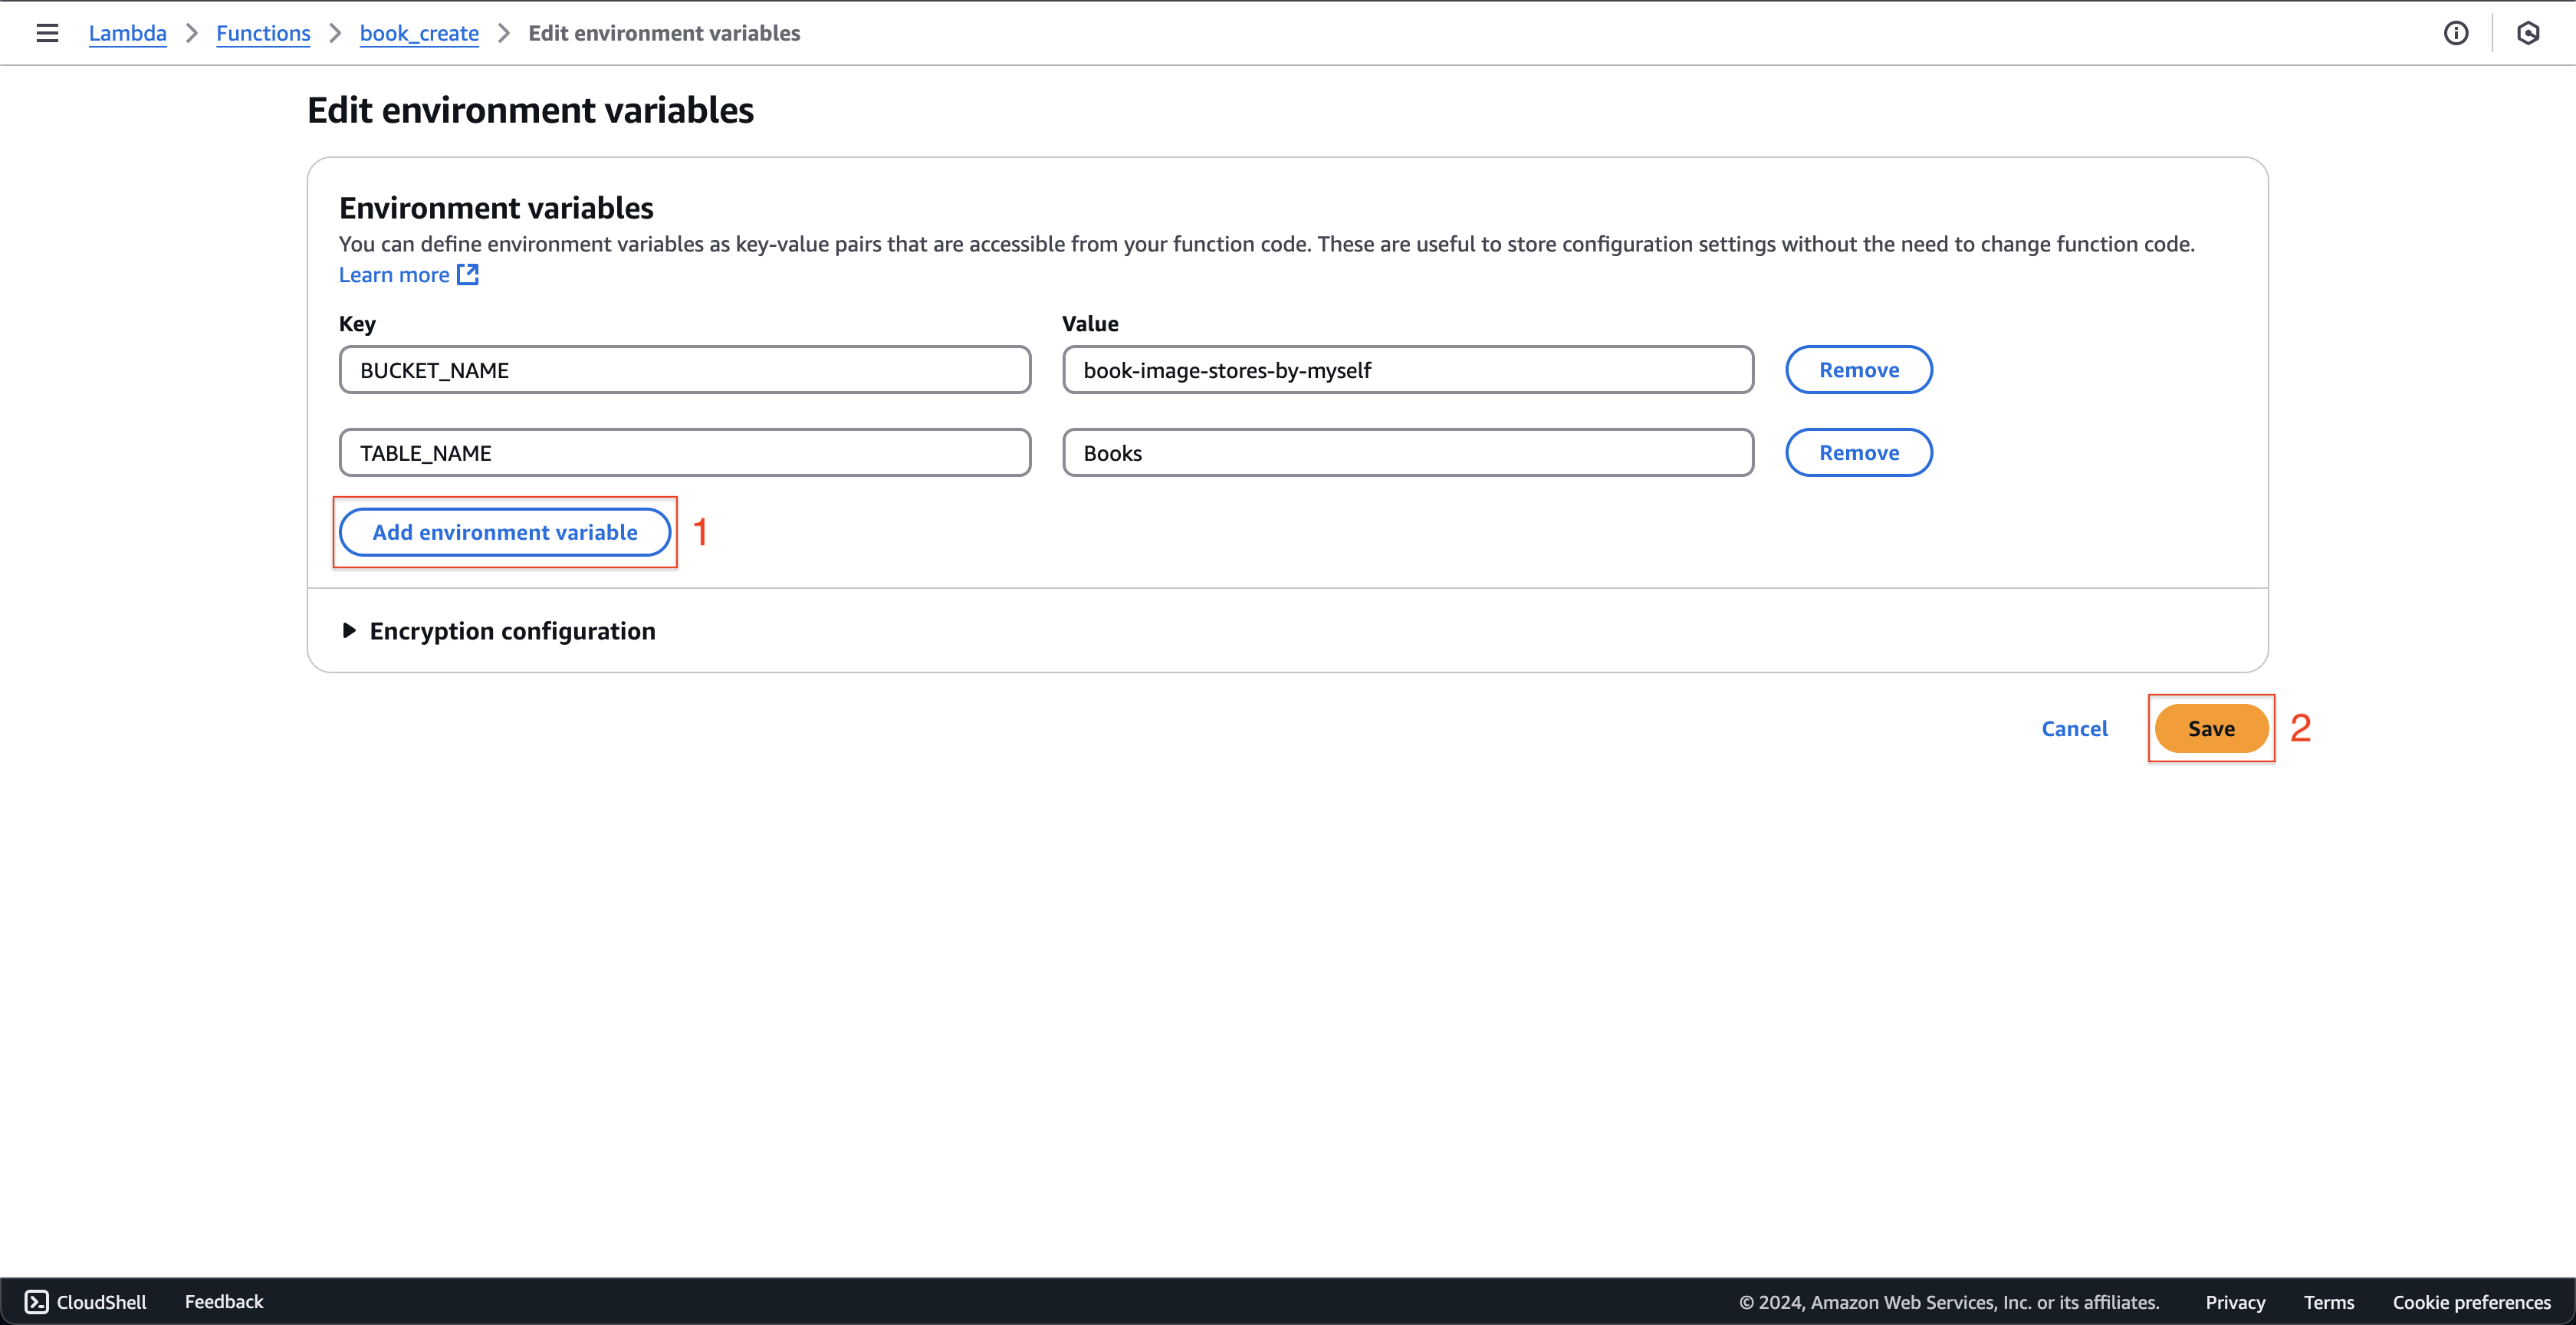 Lambda > Functions > book_create > Edit environment variables
Edit environment variables
Environment variables
You can define environment variables as key-value pairs that are accessible from your function code. These are useful to store configuration settings without the need to change function code.
Learn more
Key Value
BUCKET_NAME book-image-stores-by-myself Remove
TABLE_NAME Books Remove
Add environment variable 1
Encryption configuration
Cancel Save 2
CloudShell Feedback © 2024, Amazon Web Services, Inc. or its affiliates. Privacy Terms Cookie preferences